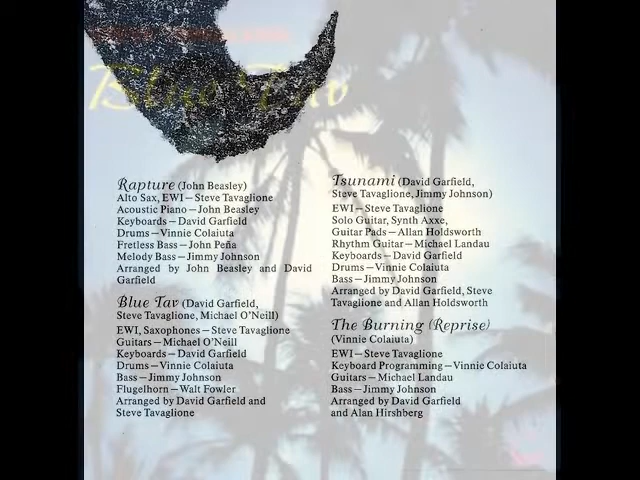 Blue Tav
Rapture (John Beasley)
Alto Sax, EWI – Steve Tavaglione
Acoustic Piano – John Beasley
Keyboards – David Garfield
Drums – Vinnie Colaiuta
Fretless Bass – John Peña
Melody Bass – Jimmy Johnson
Arranged by John Beasley and David
Garfield
Blue Tav (David Garfield,
Steve Tavaglione, Michael O'Neill)
EWI, Saxophones – Steve Tavaglione
Guitars – Michael O'Neill
Keyboards – David Garfield
Drums – Vinnie Colaiuta
Bass – Jimmy Johnson
Flugelhorn – Walt Fowler
Arranged by David Garfield and
Steve Tavaglione
Tsunami (David Garfield,
Steve Tavaglione, Jimmy Johnson)
EWI – Steve Tavaglione
Solo Guitar, Synth Axxe,
Guitar Pads – Allan Holdsworth
Rhythm Guitar – Michael Landau
Keyboards – David Garfield
Drums – Vinnie Colaiuta
Bass – Jimmy Johnson
Arranged by David Garfield, Steve
Tavaglione and Allan Holdsworth
The Burning (Reprise)
(Vinnie Colaiuta)
EWI – Steve Tavaglione
Keyboard Programming – Vinnie Colaiuta
Guitars – Michael Landau
Bass – Jimmy Johnson
Arranged by David Garfield
and Alan Hirshberg